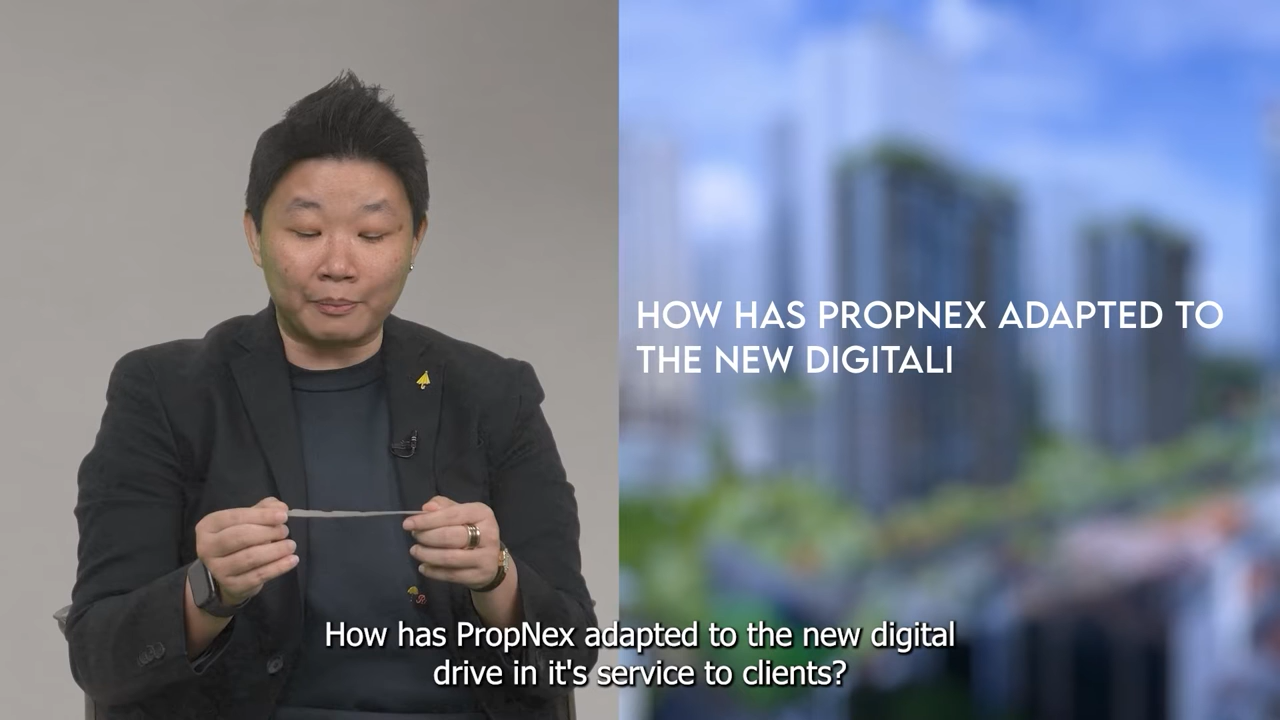 HOW HAS PROPNEX ADAPTED TO
THE NEW DIGITALI
How has PropNex adapted to the new digital
drive in it's service to clients?